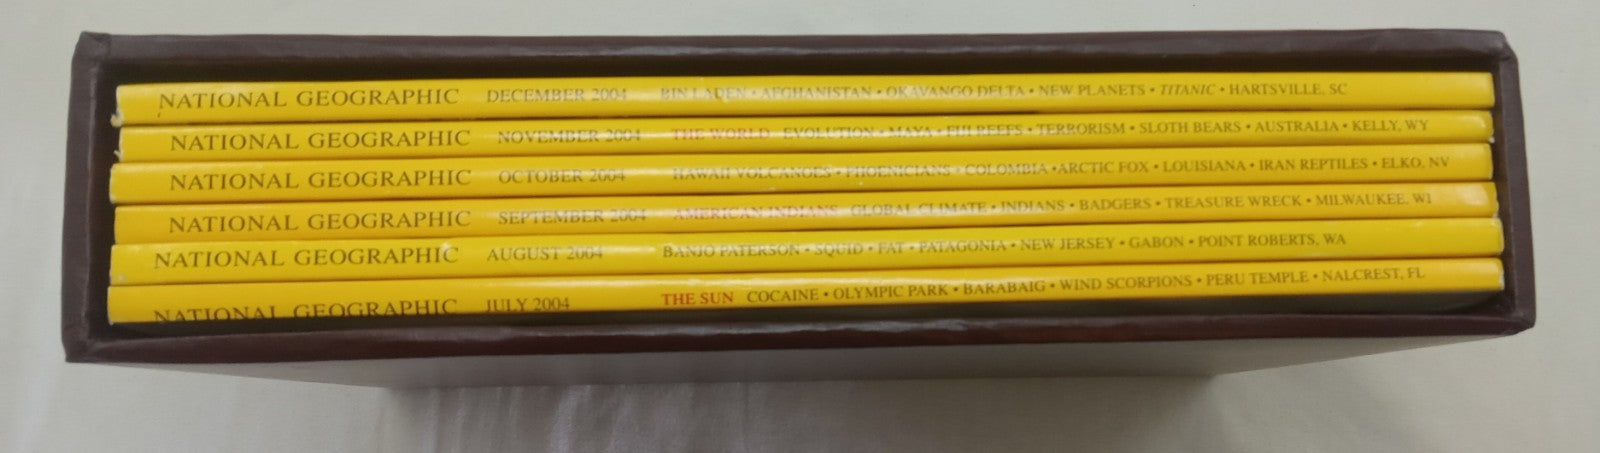 NATIONAL GEOGRAPHIC DECEMBER 2004 BIN LADEN • AFGHANISTAN • OKAVANGO DELTA • NEW PLANETS • TITANIC • HARTSVILLE, SC
NATIONAL GEOGRAPHIC NOVEMBER 2004 THE WORLD EVOLUTION • MAYA • FIJI REEFS • TERRORISM • SLOTH BEARS • AUSTRALIA • KELLY, WY
NATIONAL GEOGRAPHIC OCTOBER 2004 HAWAII VOLCANOES • PHOENICIANS • COLOMBIA • ARCTIC FOX • LOUISIANA • IRAN REPTILES • ELKO, NV
NATIONAL GEOGRAPHIC SEPTEMBER 2004 AMERICAN INDIANS GLOBAL CLIMATE • INDIANS • BADGERS • TREASURE WRECK • MILWAUKEE, WI
NATIONAL GEOGRAPHIC AUGUST 2004 BANJO PATERSON • SQUID • FAT • PATAGONIA • NEW JERSEY • GABON • POINT ROBERTS, WA
NATIONAL GEOGRAPHIC JULY 2004 THE SUN COCAINE • OLYMPIC PARK • BARABAIG • WIND SCORPIONS • PERU TEMPLE • NALCREST, FL